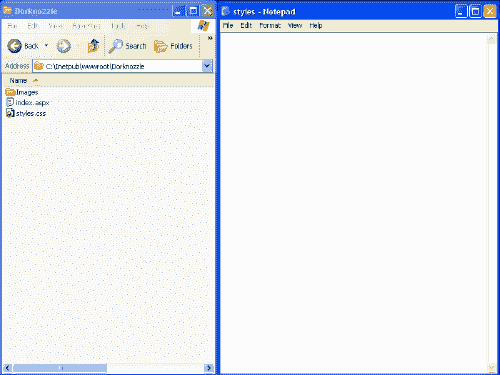 Dorknozzle
File Edit View Favorites Tools Help
Back Search Folders
Address C:\Inetpub\wwwroot\Dorknozzle
Name
Images
index.aspx
styles.css
styles - Notepad
File Edit Format View Help